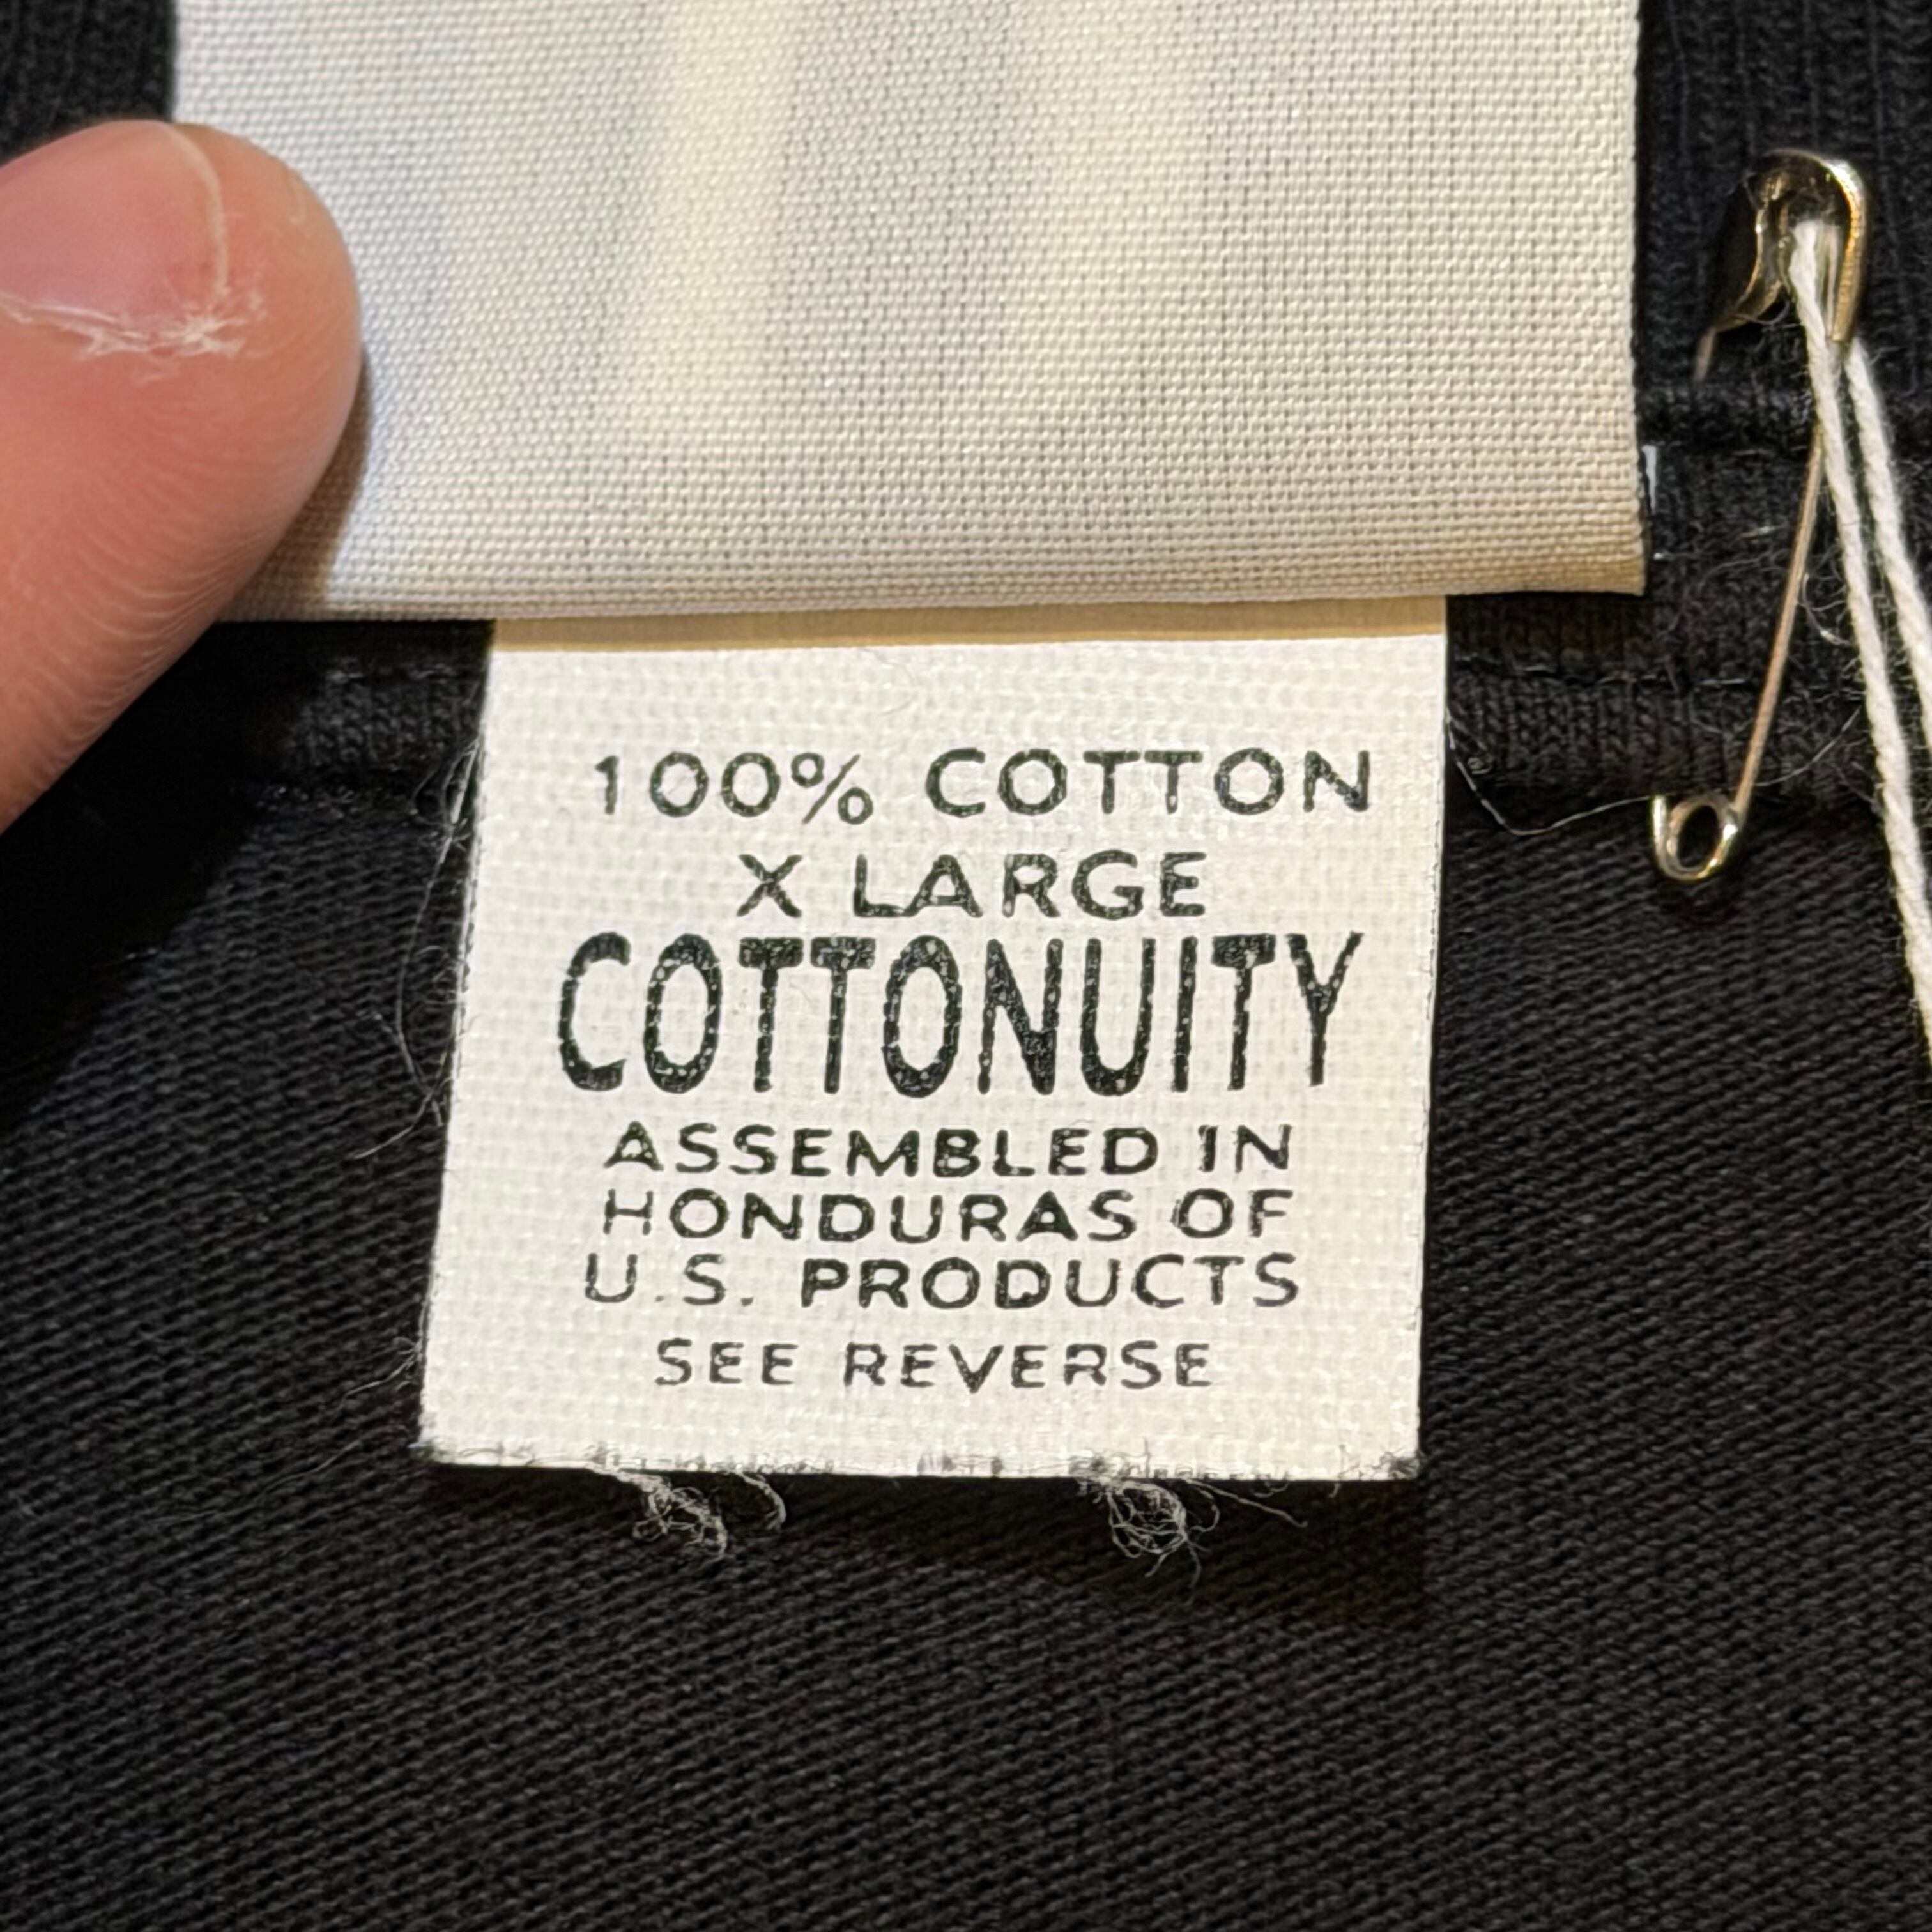 100% COTTON
X LARGE
COTTONUITY
ASSEMBLED IN
HONDURAS OF
U.S. PRODUCTS
SEE REVERSE